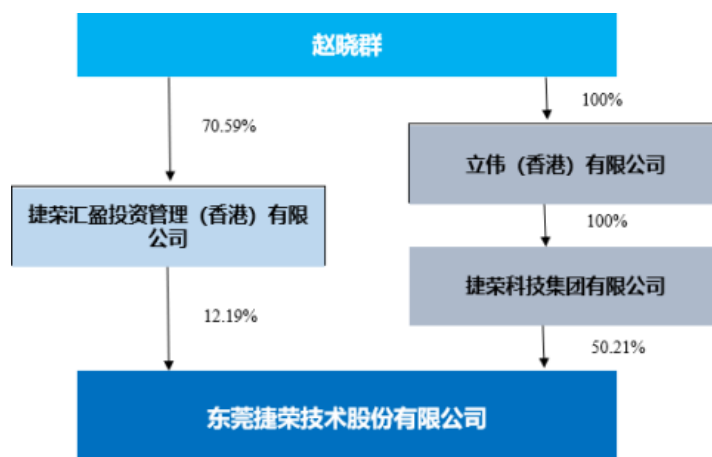 赵晓群
100%
70.59%
立伟（香港）有限公司
捷荣汇盈投资管理（香港）有限
公司
100%
捷荣科技集团有限公司
12.19%
50.21%
东莞捷荣技术股份有限公司